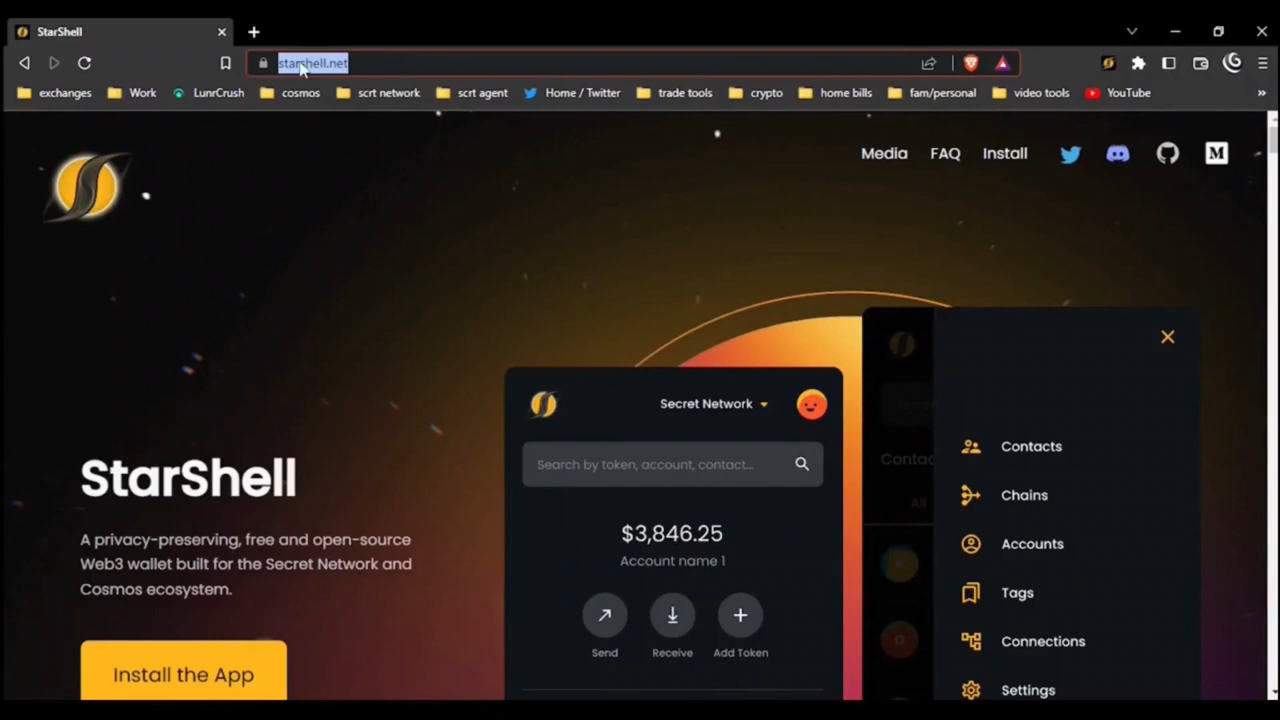 StarShell
starshell.net
exchanges Work LunrCrush cosmos scrt network scrt agent Home / Twitter trade tools crypto home bills fam/personal video tools YouTube
Media FAQ Install
M
StarShell
A privacy-preserving, free and open-source
Web3 wallet built for the Secret Network and
Cosmos ecosystem.
Install the App
Secret Network
Search by token, account, contact...
$3,846.25
Account name 1
Send Receive Add Token
All
Contacts
Chains
Accounts
Tags
Connections
Settings